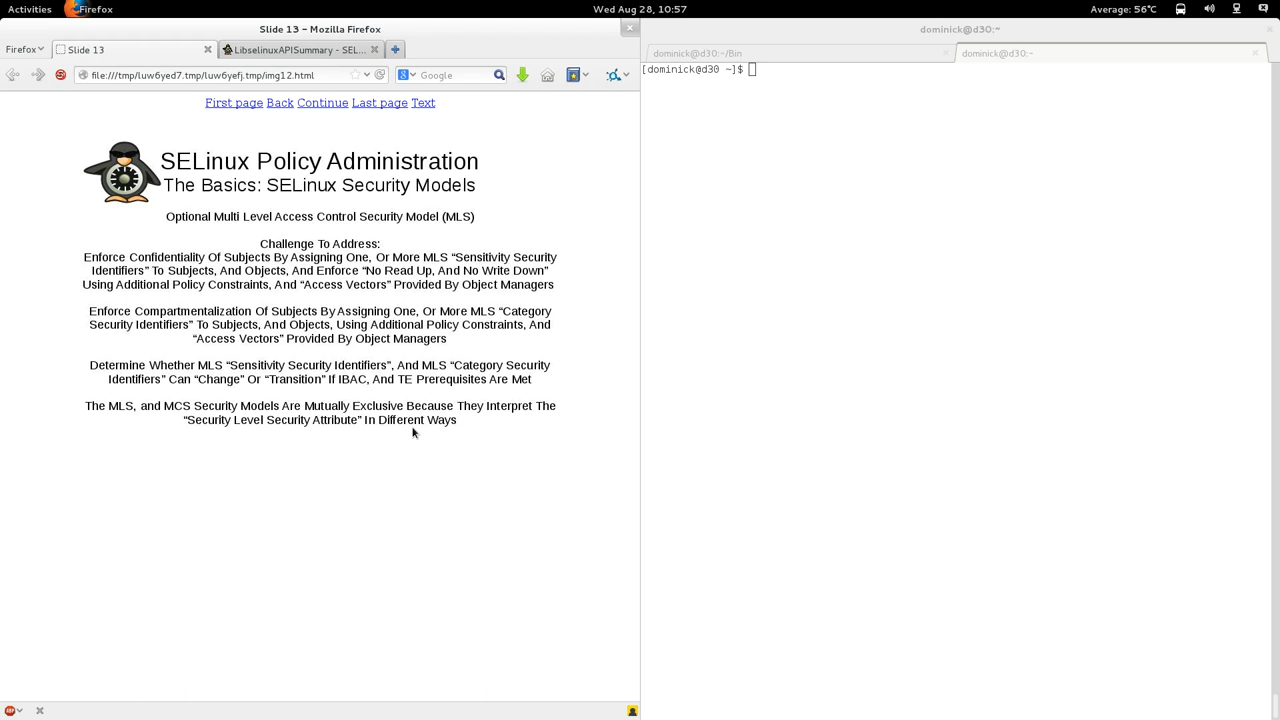 Activities Firefox Wed Aug 28, 10:57 Average: 56°C
Slide 13 - Mozilla Firefox
dominick@d30:~
Firefox Slide 13 LibselinuxAPISummary - SEL...
dominick@d30:~/Bin dominick@d30:~
file:///tmp/luw6yed7.tmp/luw6yefj.tmp/img12.html Google
[dominick@d30 ~]$
First page Back Continue Last page Text
SELinux Policy Administration
The Basics: SELinux Security Models
Optional Multi Level Access Control Security Model (MLS)
Challenge To Address:
Enforce Confidentiality Of Subjects By Assigning One, Or More MLS “Sensitivity Security
Identifiers” To Subjects, And Objects, And Enforce “No Read Up, And No Write Down”
Using Additional Policy Constraints, And “Access Vectors” Provided By Object Managers
Enforce Compartmentalization Of Subjects By Assigning One, Or More MLS “Category
Security Identifiers” To Subjects, And Objects, Using Additional Policy Constraints, And
“Access Vectors” Provided By Object Managers
Determine Whether MLS “Sensitivity Security Identifiers”, And MLS “Category Security
Identifiers” Can “Change” Or “Transition” If IBAC, And TE Prerequisites Are Met
The MLS, and MCS Security Models Are Mutually Exclusive Because They Interpret The
“Security Level Security Attribute” In Different Ways